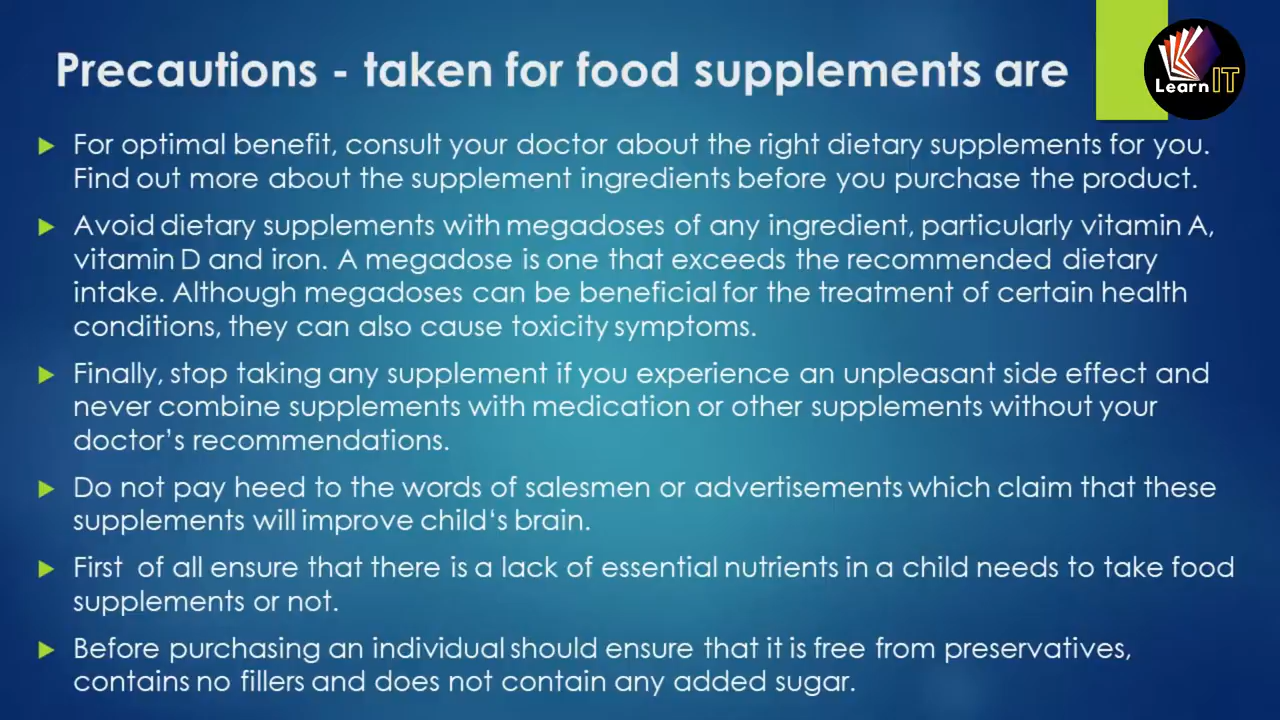 Precautions - taken for food supplements are
Learn IT
For optimal benefit, consult your doctor about the right dietary supplements for you.
Find out more about the supplement ingredients before you purchase the product.
Avoid dietary supplements with megadoses of any ingredient, particularly vitamin A,
vitamin D and iron. A megadose is one that exceeds the recommended dietary
intake. Although megadoses can be beneficial for the treatment of certain health
conditions, they can also cause toxicity symptoms.
Finally, stop taking any supplement if you experience an unpleasant side effect and
never combine supplements with medication or other supplements without your
doctor’s recommendations.
Do not pay heed to the words of salesmen or advertisements which claim that these
supplements will improve child‘s brain.
First of all ensure that there is a lack of essential nutrients in a child needs to take food
supplements or not.
Before purchasing an individual should ensure that it is free from preservatives,
contains no fillers and does not contain any added sugar.